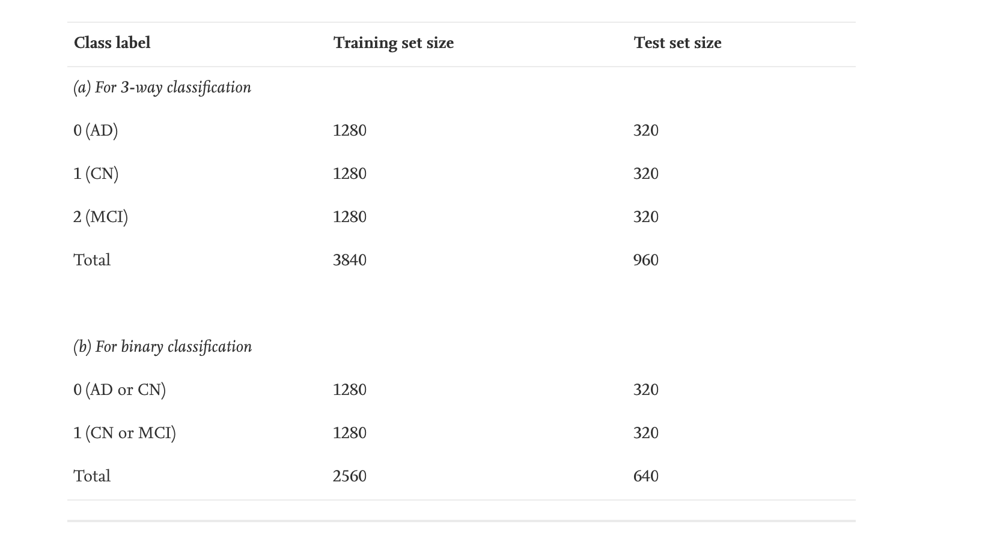 Class label Training set size Test set size
(a) For 3-way classification
0 (AD) 1280 320
1 (CN) 1280 320
2 (MCI) 1280 320
Total 3840 960
(b) For binary classification
0 (AD or CN) 1280 320
1 (CN or MCI) 1280 320
Total 2560 640